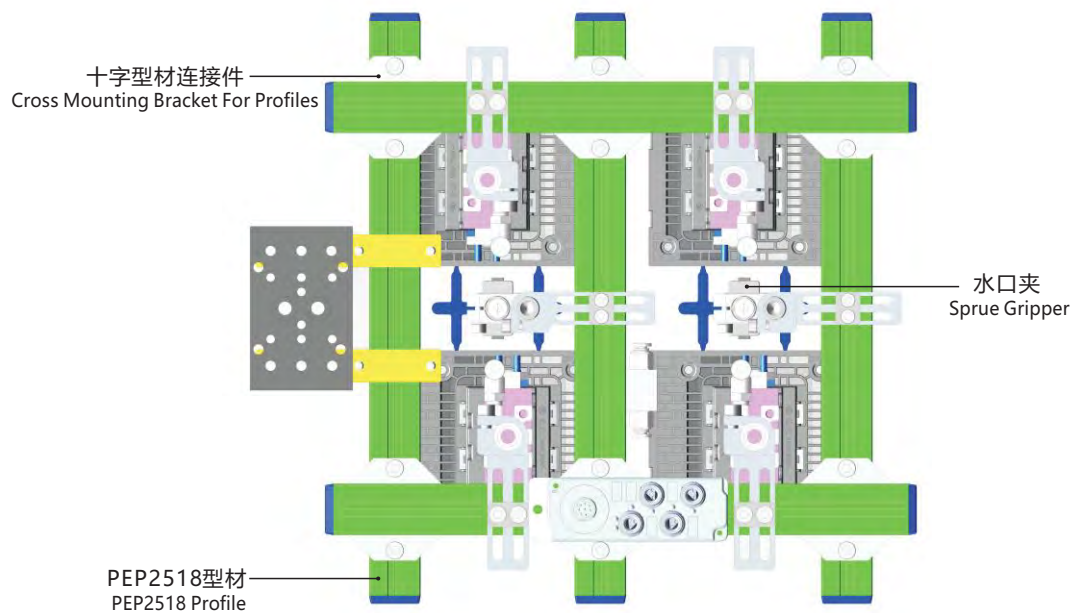 十字型材连接件
Cross Mounting Bracket For Profiles
水口夹
Sprue Gripper
PEP2518型材
PEP2518 Profile